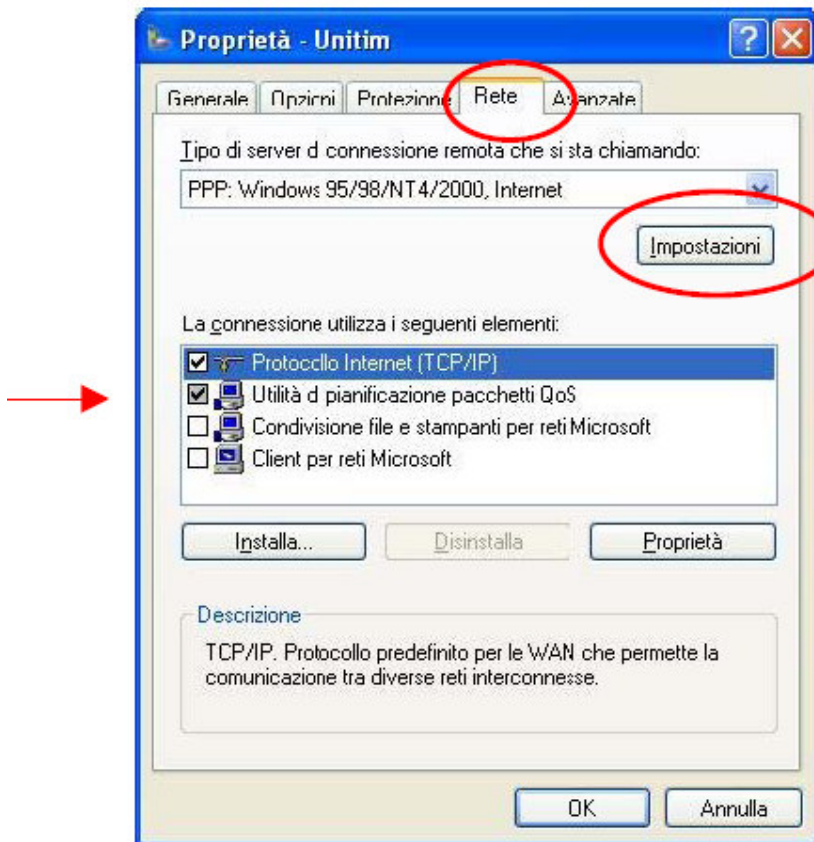 Proprietà - Unitim
Generale Opzioni Protezione Rete Avanzate
Tipo di server d connessione remota che si sta chiamando:
PPP: Windows 95/98/NT4/2000, Internet
Impostazioni
La connessione utilizza i seguenti elementi:
Protocollo Internet (TCP/IP)
Utilità d pianificazione pacchetti QoS
Condivisione file e stampanti per reti Microsoft
Client per reti Microsoft
Installa... Disinstalla Proprietà
Descrizione
TCP/IP. Protocollo predefinito per le WAN che permette la
comunicazione tra diverse reti interconnesse.
OK Annulla